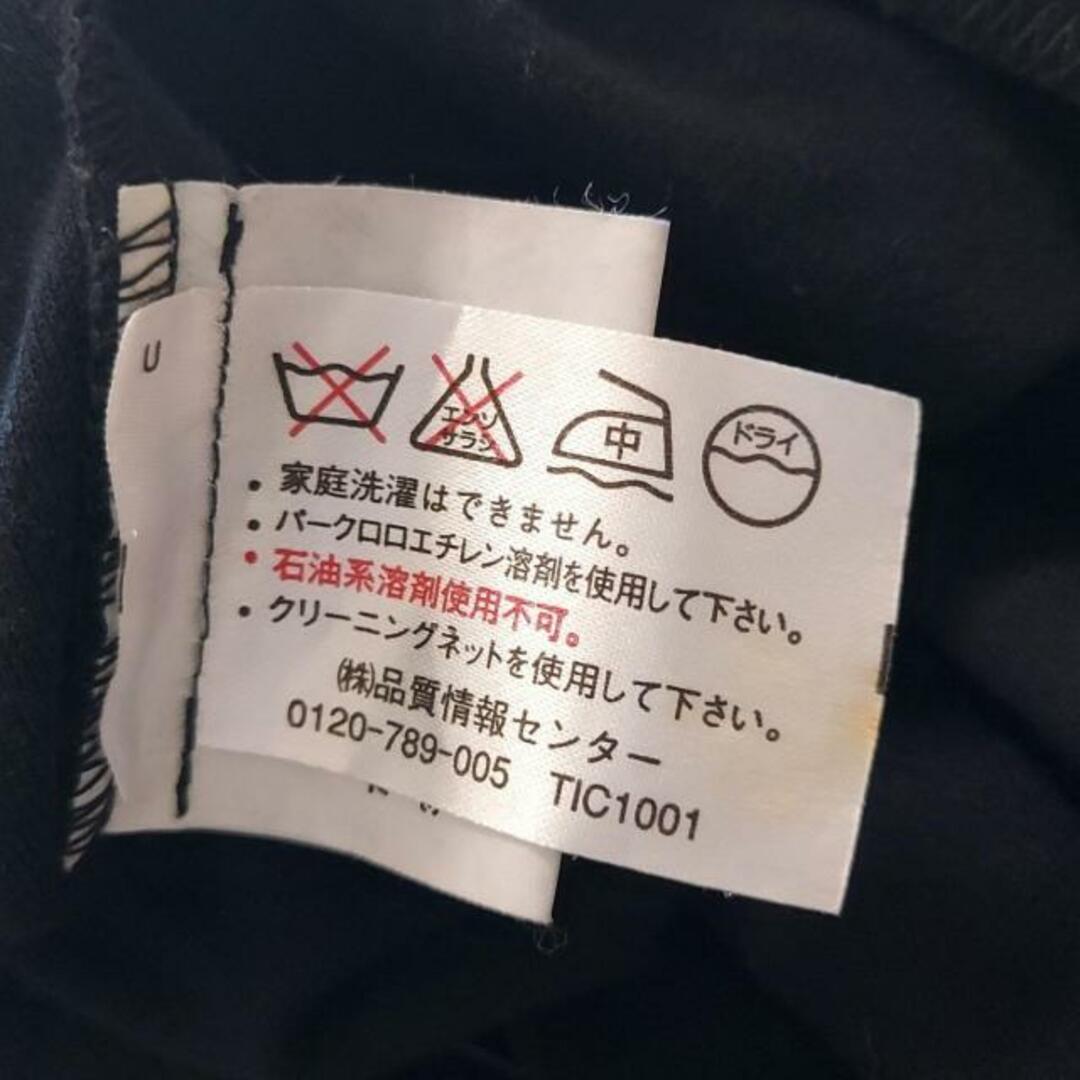 U
エンソ
サラシ
中
ドライ
・家庭洗濯はできません。
・パークロロエチレン溶剤を使用して下さい。
・石油系溶剤使用不可。
・クリーニングネットを使用して下さい。
㈱品質情報センター
0120-789-005 TIC1001